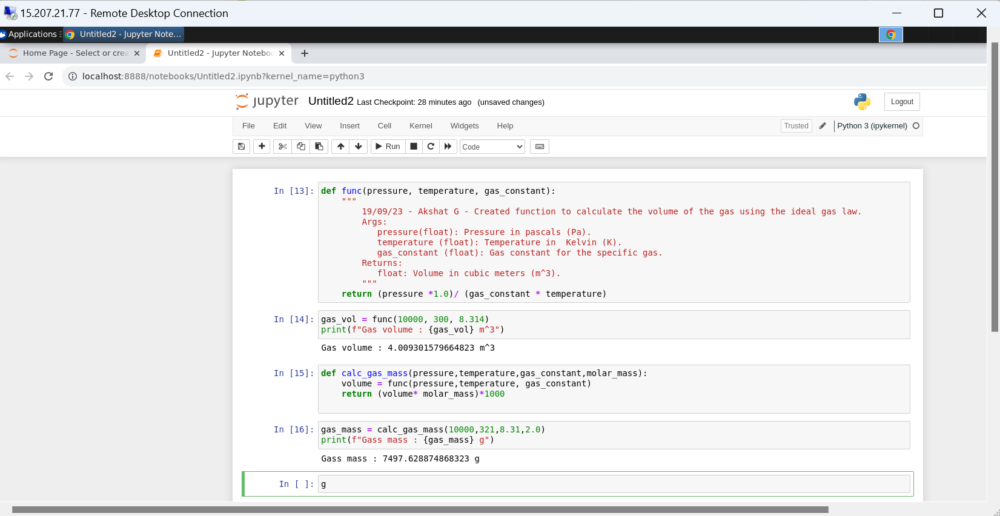 15.207.21.77 - Remote Desktop Connection
Applications Untitled2 - Jupyter Note...
Home Page - Select or crea Untitled2 - Jupyter Noteboo
localhost:8888/notebooks/Untitled2.ipynb?kernel_name=python3
jupyter Untitled2 Last Checkpoint: 28 minutes ago (unsaved changes) Logout
File Edit View Insert Cell Kernel Widgets Help Trusted Python 3 (ipykernel)
Run Code
In [13]: def func(pressure, temperature, gas_constant):
"""
19/09/23 - Akshat G - Created function to calculate the volume of the gas using the ideal gas law.
Args:
pressure(float): Pressure in pascals (Pa).
temperature (float): Temperature in  Kelvin (K).
gas_constant (float): Gas constant for the specific gas.
Returns:
float: Volume in cubic meters (m^3).
"""
return (pressure *1.0)/ (gas_constant * temperature)
In [14]: gas_vol = func(10000, 300, 8.314)
print(f"Gas volume : {gas_vol} m^3")
Gas volume : 4.009301579664823 m^3
In [15]: def calc_gas_mass(pressure,temperature,gas_constant,molar_mass):
volume = func(pressure,temperature, gas_constant)
return (volume* molar_mass)*1000
In [16]: gas_mass = calc_gas_mass(10000,321,8.31,2.0)
print(f"Gass mass : {gas_mass} g")
Gass mass : 7497.628874868323 g
In [ ]: g